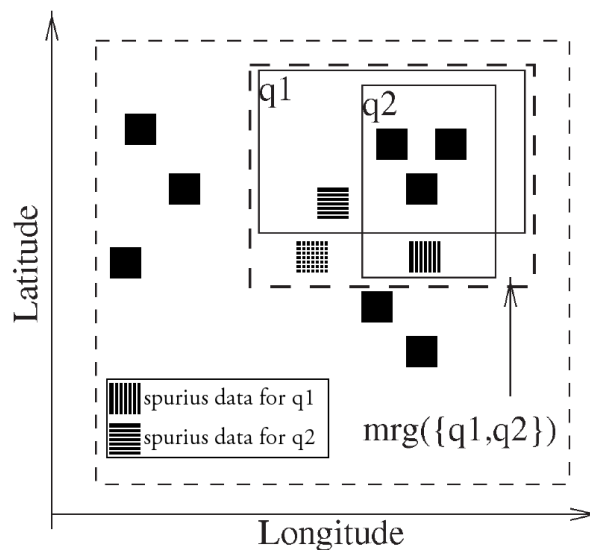 q1
q2
Latitude
spurius data for q1
spurius data for q2
mrg({q1,q2})
Longitude